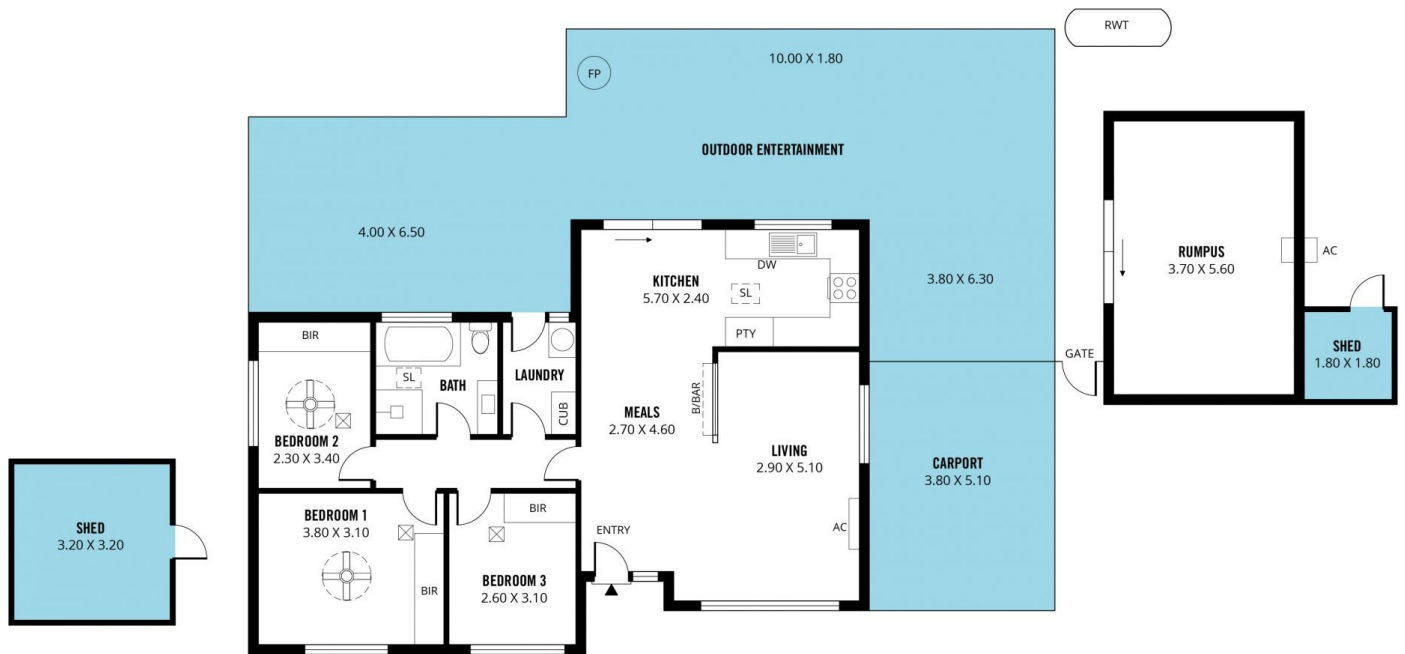 RWT
10.00 X 1.80
FP
OUTDOOR ENTERTAINMENT
4.00 X 6.50
3.80 X 6.30
KITCHEN
5.70 X 2.40
DW
SL
PTY
RUMPUS
3.70 X 5.60
AC
SHED
1.80 X 1.80
GATE
BIR
SL
BATH
LAUNDRY
CUB
BEDROOM 2
2.30 X 3.40
MEALS
2.70 X 4.60
B/BAR
LIVING
2.90 X 5.10
CARPORT
3.80 X 5.10
AC
ENTRY
SHED
3.20 X 3.20
BEDROOM 1
3.80 X 3.10
BIR
BIR
BEDROOM 3
2.60 X 3.10